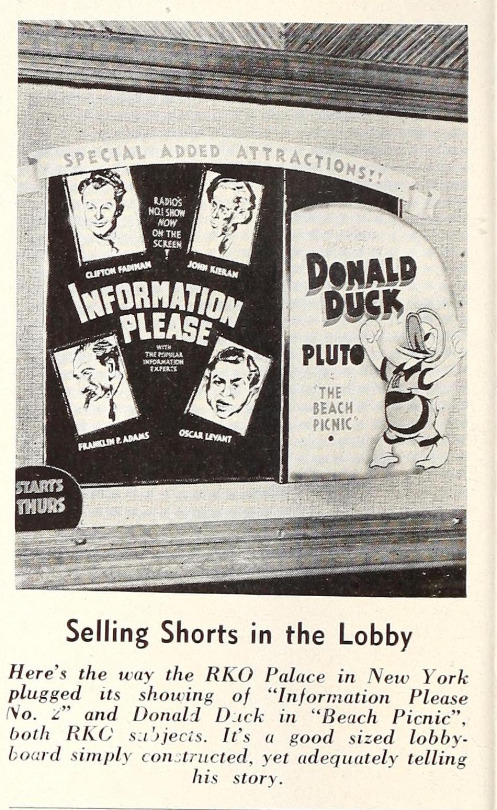 SPECIAL ADDED ATTRACTIONS!!
RADIO'S
NO.1 SHOW
NOW
ON THE
SCREEN
!
CLIFTON FADIMAN
JOHN KIERAN
INFORMATION
PLEASE
WITH
THE POPULAR
INFORMATION
EXPERTS
FRANKLIN P. ADAMS
OSCAR LEVANT
DONALD
DUCK
PLUTO
"THE
BEACH
PICNIC"
STARTS
THURS
Selling Shorts in the Lobby
Here's the way the RKO Palace in New York
plugged its showing of "Information Please
No. 2" and Donald Duck in "Beach Picnic",
both RKO subjects. It's a good sized lobby-
board simply constructed, yet adequately telling
his story.